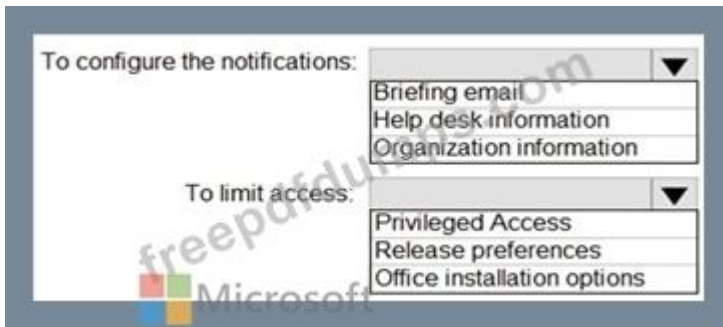 To configure the notifications:
Briefing email
Help desk information
Organization information
To limit access:
Privileged Access
Release preferences
Office installation options
freepdfdumps.com
Microsoft